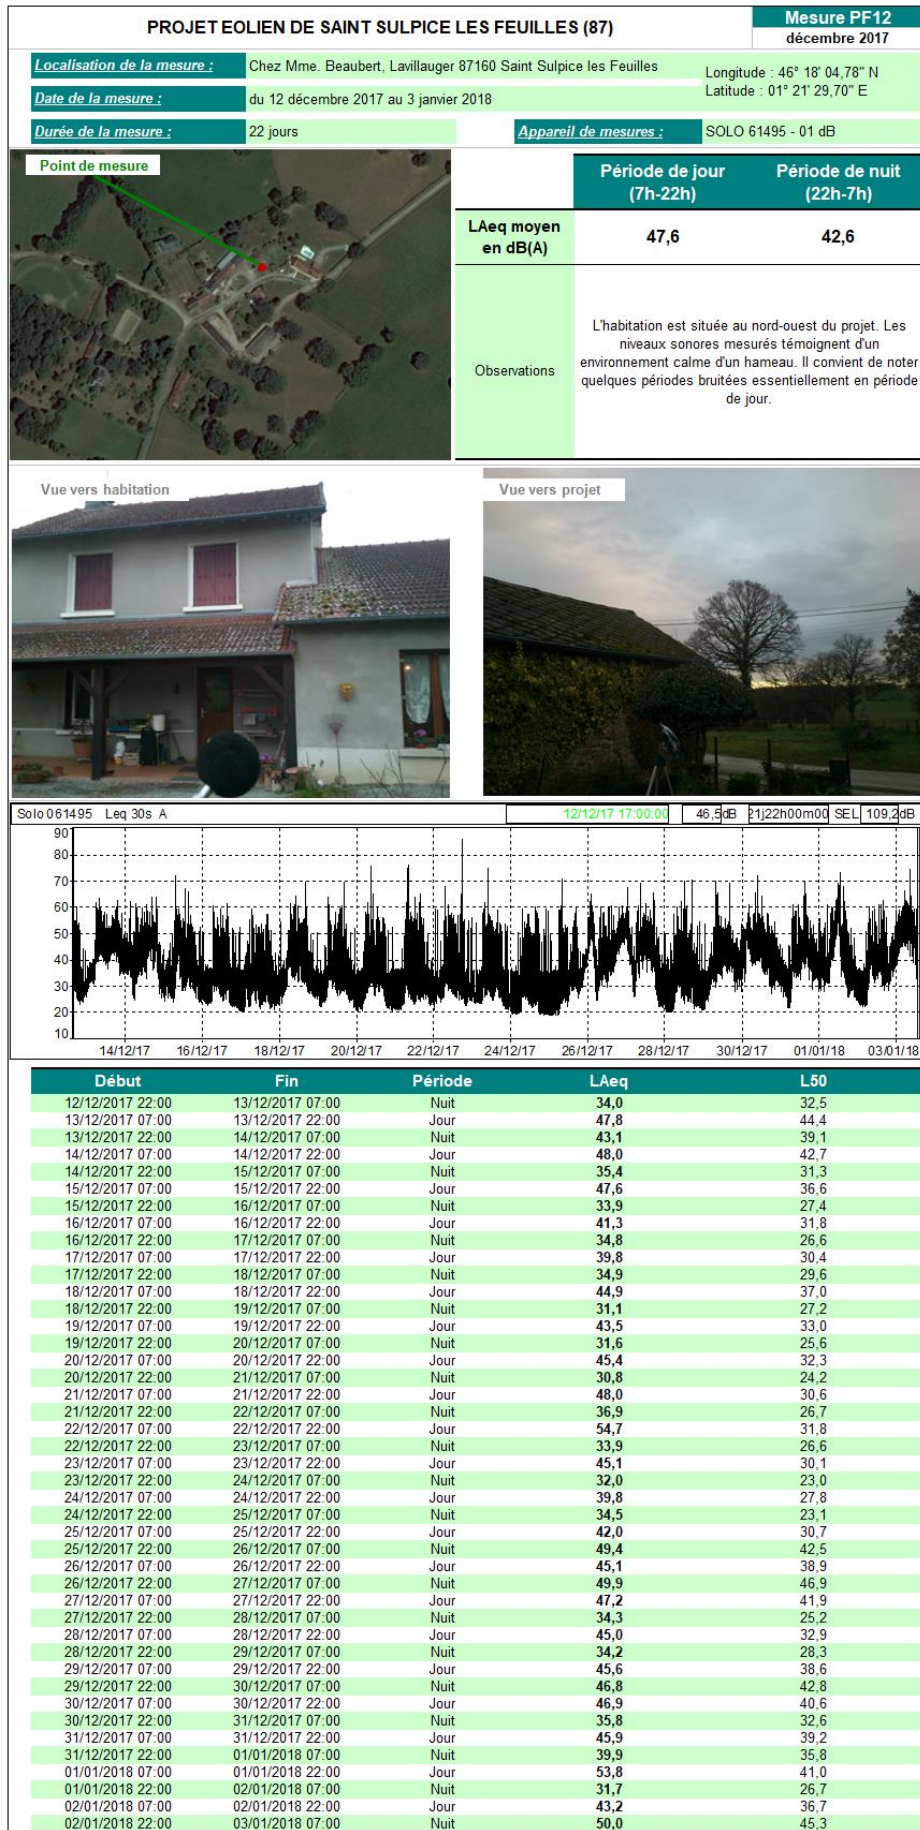 PROJET EOLIEN DE SAINT SULPICE LES FEUILLES (87)
Mesure PF12
décembre 2017
Localisation de la mesure :
Chez Mme. Beaubert, Lavillauger 87160 Saint Sulpice les Feuilles
Longitude : 46° 18' 04,78" N
Latitude : 01° 21' 29,70" E
Date de la mesure :
du 12 décembre 2017 au 3 janvier 2018
Durée de la mesure :
22 jours
Appareil de mesures :
SOLO 61495 - 01 dB
Point de mesure
Période de jour
(7h-22h)
Période de nuit
(22h-7h)
LAeq moyen
en dB(A)
47,6
42,6
Observations
L'habitation est située au nord-ouest du projet. Les
niveaux sonores mesurés témoignent d'un
environnement calme d'un hameau. Il convient de noter
quelques périodes bruitées essentiellement en période
de jour.
Vue vers habitation
Vue vers projet
Solo 061495 Leq 30s A
12/12/17 17:00:00
46,5dB
21j22h00m00
SEL
109,2dB
90
80
70
60
50
40
30
20
10
14/12/17 16/12/17 18/12/17 20/12/17 22/12/17 24/12/17 26/12/17 28/12/17 30/12/17 01/01/18 03/01/18
Début Fin Période LAeq L50
12/12/2017 22:00 13/12/2017 07:00 Nuit 34,0 32,5
13/12/2017 07:00 13/12/2017 22:00 Jour 47,8 44,4
13/12/2017 22:00 14/12/2017 07:00 Nuit 43,1 39,1
14/12/2017 07:00 14/12/2017 22:00 Jour 48,0 42,7
14/12/2017 22:00 15/12/2017 07:00 Nuit 35,4 31,3
15/12/2017 07:00 15/12/2017 22:00 Jour 47,6 36,6
15/12/2017 22:00 16/12/2017 07:00 Nuit 33,9 27,4
16/12/2017 07:00 16/12/2017 22:00 Jour 41,3 31,8
16/12/2017 22:00 17/12/2017 07:00 Nuit 34,8 26,6
17/12/2017 07:00 17/12/2017 22:00 Jour 39,8 30,4
17/12/2017 22:00 18/12/2017 07:00 Nuit 34,9 29,6
18/12/2017 07:00 18/12/2017 22:00 Jour 44,9 37,0
18/12/2017 22:00 19/12/2017 07:00 Nuit 31,1 27,2
19/12/2017 07:00 19/12/2017 22:00 Jour 43,5 33,0
19/12/2017 22:00 20/12/2017 07:00 Nuit 31,6 25,6
20/12/2017 07:00 20/12/2017 22:00 Jour 45,4 32,3
20/12/2017 22:00 21/12/2017 07:00 Nuit 30,8 24,2
21/12/2017 07:00 21/12/2017 22:00 Jour 48,0 30,6
21/12/2017 22:00 22/12/2017 07:00 Nuit 36,9 26,7
22/12/2017 07:00 22/12/2017 22:00 Jour 54,7 31,8
22/12/2017 22:00 23/12/2017 07:00 Nuit 33,9 26,6
23/12/2017 07:00 23/12/2017 22:00 Jour 45,1 30,1
23/12/2017 22:00 24/12/2017 07:00 Nuit 32,0 23,0
24/12/2017 07:00 24/12/2017 22:00 Jour 39,8 27,8
24/12/2017 22:00 25/12/2017 07:00 Nuit 34,5 23,1
25/12/2017 07:00 25/12/2017 22:00 Jour 42,0 30,7
25/12/2017 22:00 26/12/2017 07:00 Nuit 49,4 42,5
26/12/2017 07:00 26/12/2017 22:00 Jour 45,1 38,9
26/12/2017 22:00 27/12/2017 07:00 Nuit 49,9 46,9
27/12/2017 07:00 27/12/2017 22:00 Jour 47,2 41,9
27/12/2017 22:00 28/12/2017 07:00 Nuit 34,3 25,2
28/12/2017 07:00 28/12/2017 22:00 Jour 45,0 32,9
28/12/2017 22:00 29/12/2017 07:00 Nuit 34,2 28,3
29/12/2017 07:00 29/12/2017 22:00 Jour 45,6 38,6
29/12/2017 22:00 30/12/2017 07:00 Nuit 46,8 42,8
30/12/2017 07:00 30/12/2017 22:00 Jour 46,9 40,6
30/12/2017 22:00 31/12/2017 07:00 Nuit 35,8 32,6
31/12/2017 07:00 31/12/2017 22:00 Jour 45,9 39,2
31/12/2017 22:00 01/01/2018 07:00 Nuit 39,9 35,8
01/01/2018 07:00 01/01/2018 22:00 Jour 53,8 41,0
01/01/2018 22:00 02/01/2018 07:00 Nuit 31,7 26,7
02/01/2018 07:00 02/01/2018 22:00 Jour 43,2 36,7
02/01/2018 22:00 03/01/2018 07:00 Nuit 50,0 45,3